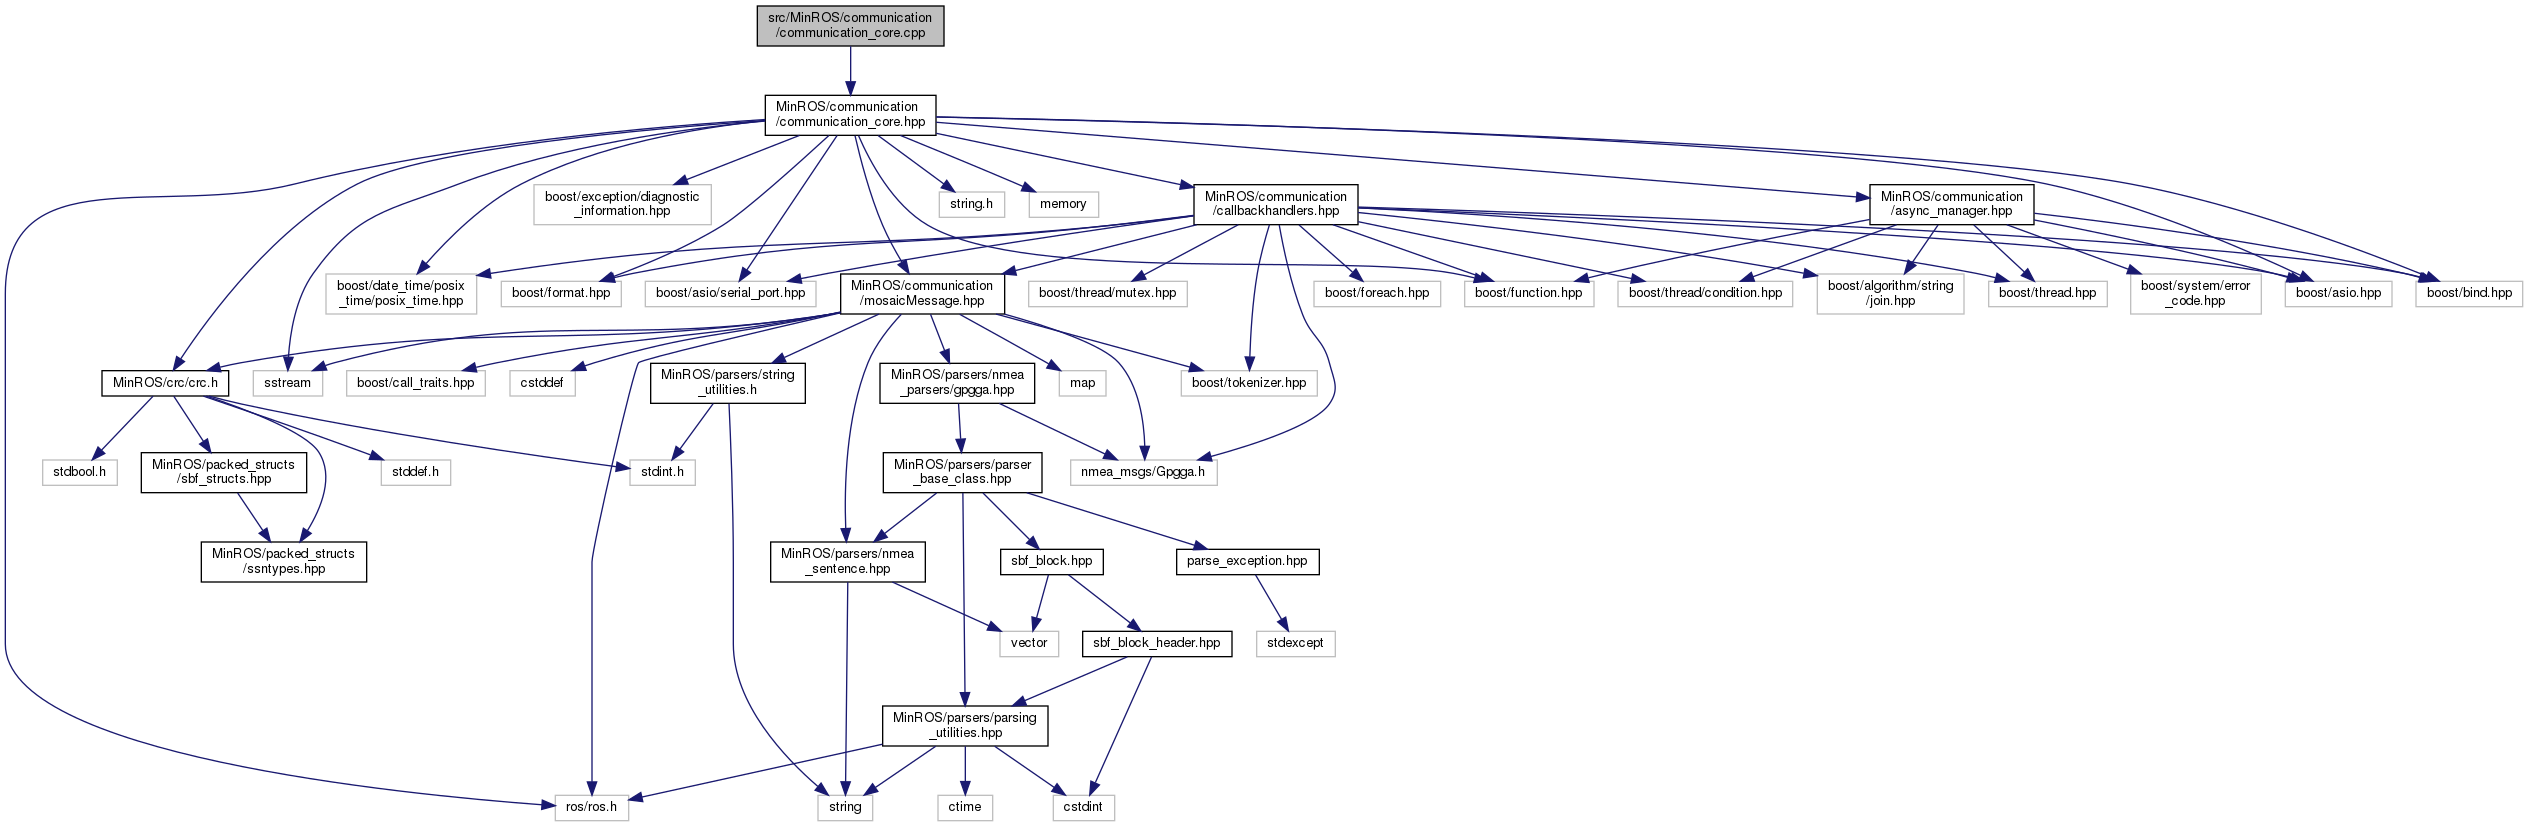 src/MinROS/communication
/communication_core.cpp
MinROS/communication
/communication_core.hpp
boost/exception/diagnostic
_information.hpp
string.h
memory
MinROS/communication
/callbackhandlers.hpp
MinROS/communication
/async_manager.hpp
boost/date_time/posix
_time/posix_time.hpp
boost/format.hpp
boost/asio/serial_port.hpp
MinROS/communication
/mosaicMessage.hpp
boost/thread/mutex.hpp
boost/foreach.hpp
boost/function.hpp
boost/thread/condition.hpp
boost/algorithm/string
/join.hpp
boost/thread.hpp
boost/system/error
_code.hpp
boost/asio.hpp
boost/bind.hpp
MinROS/crc/crc.h
sstream
boost/call_traits.hpp
cstddef
MinROS/parsers/string
_utilities.h
MinROS/parsers/nmea
_parsers/gpgga.hpp
map
boost/tokenizer.hpp
stdbool.h
MinROS/packed_structs
/sbf_structs.hpp
stddef.h
stdint.h
MinROS/parsers/parser
_base_class.hpp
nmea_msgs/Gpgga.h
MinROS/packed_structs
/ssntypes.hpp
MinROS/parsers/nmea
_sentence.hpp
sbf_block.hpp
parse_exception.hpp
vector
sbf_block_header.hpp
stdexcept
MinROS/parsers/parsing
_utilities.hpp
ros/ros.h
string
ctime
cstdint